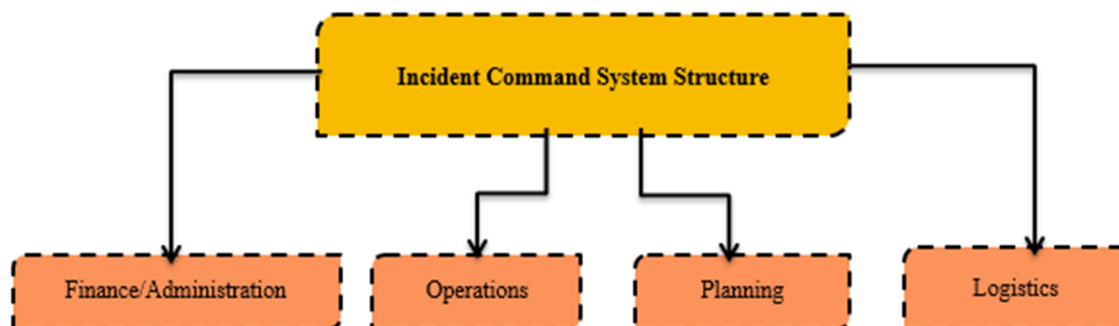 Incident Command System Structure
Finance/Administration
Operations
Planning
Logistics